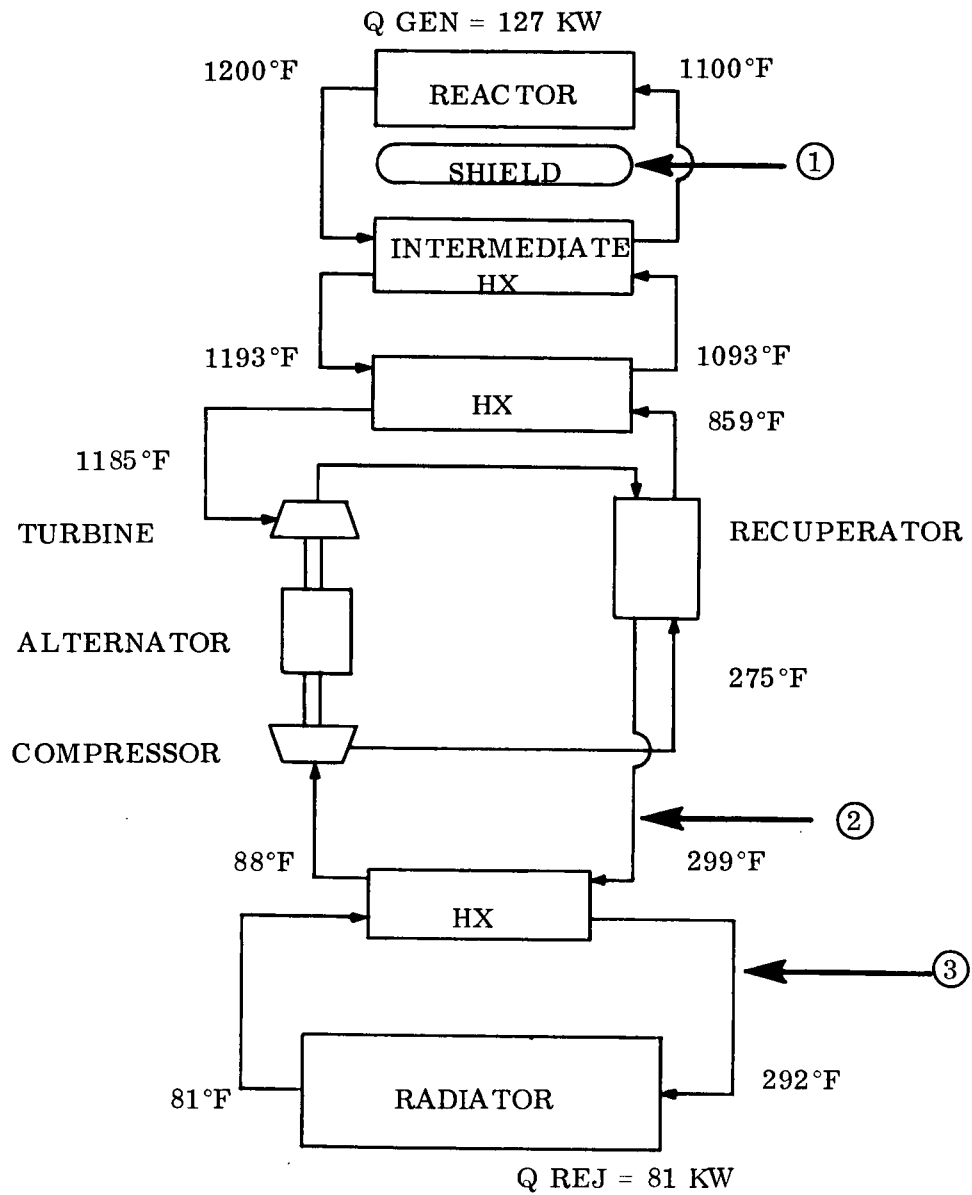 Q GEN = 127 KW
1200°F
1100°F
REACTOR
SHIELD
①
INTERMEDIATE
HX
1193°F
1093°F
HX
859°F
1185°F
TURBINE
RECUPERATOR
ALTERNATOR
275°F
COMPRESSOR
②
88°F
299°F
HX
③
292°F
81°F
RADIATOR
Q REJ = 81 KW